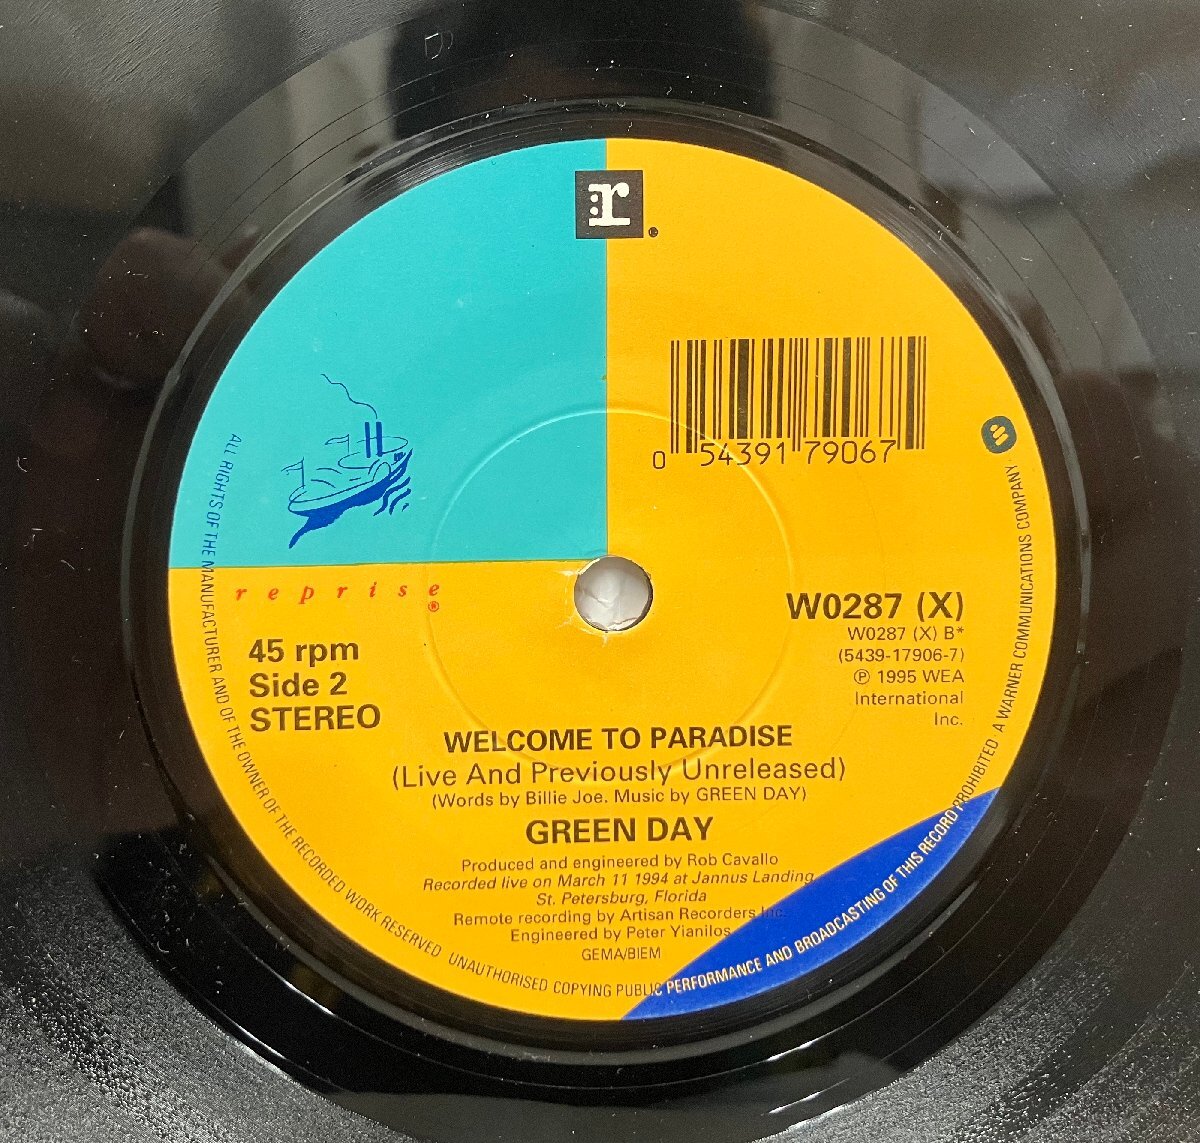 r
®
0 54391 79067
reprise
®
45 rpm
Side 2
STEREO
W0287 (X)
W0287 (X) B*
(5439-17906-7)
℗ 1995 WEA
International
Inc.
WELCOME TO PARADISE
(Live And Previously Unreleased)
(Words by Billie Joe. Music by GREEN DAY)
GREEN DAY
Produced and engineered by Rob Cavallo
Recorded live on March 11 1994 at Jannus Landing,
St. Petersburg, Florida
Remote recording by Artisan Recorders Inc.
Engineered by Peter Yianilos
GEMA/BIEM
ALL RIGHTS OF THE MANUFACTURER AND OF THE OWNER OF THE RECORDED WORK RESERVED UNAUTHORISED COPYING PUBLIC PERFORMANCE AND BROADCASTING OF THIS RECORD PROHIBITED · A WARNER COMMUNICATIONS COMPANY